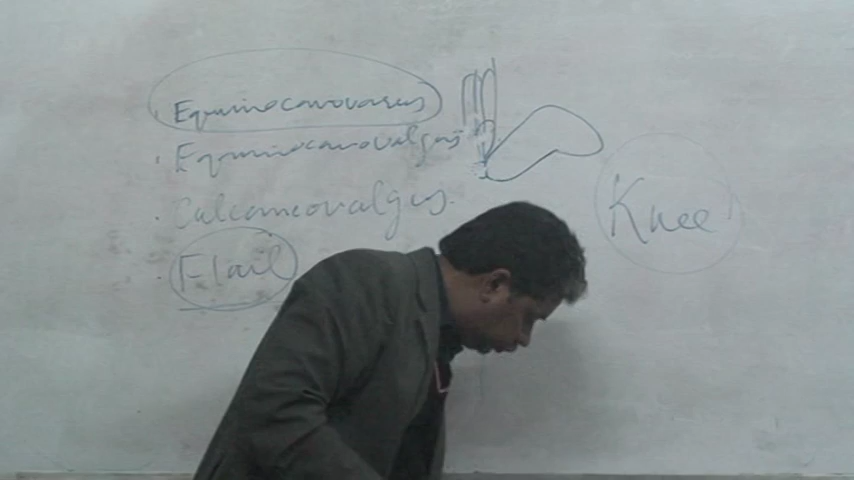 Equinocavovarus
Equinocavovalgus
Calcaneovalgus.
Flail
Knee